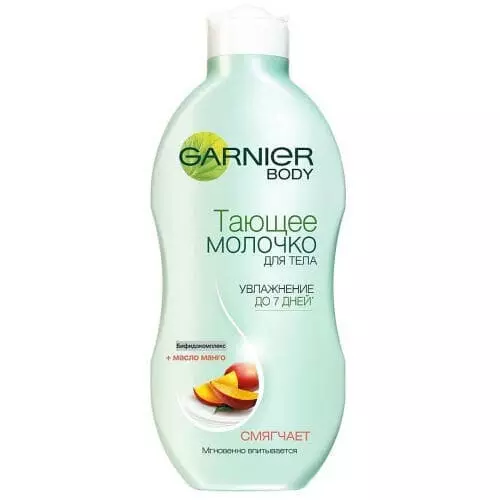 GARNIER
BODY
Тающее
МОЛОЧКО
ДЛЯ ТЕЛА
УВЛАЖНЕНИЕ
ДО 7 ДНЕЙ*
Бифидокомплекс
+ масло манго
СМЯГЧАЕТ
Мгновенно впитывается